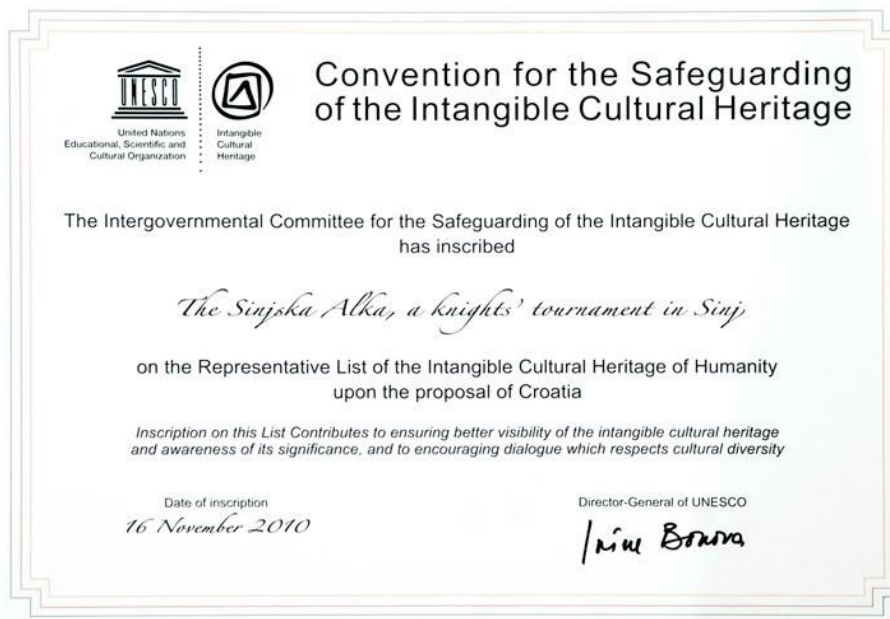 Convention for the Safeguarding
of the Intangible Cultural Heritage
UNESCO
United Nations
Educational, Scientific and
Cultural Organization
Intangible
Cultural
Heritage
The Intergovernmental Committee for the Safeguarding of the Intangible Cultural Heritage
has inscribed
The Sinjska Alka, a knights' tournament in Sinj
on the Representative List of the Intangible Cultural Heritage of Humanity
upon the proposal of Croatia
Inscription on this List Contributes to ensuring better visibility of the intangible cultural heritage
and awareness of its significance, and to encouraging dialogue which respects cultural diversity
Date of inscription
16 November 2010
Director-General of UNESCO
Irina Bokova